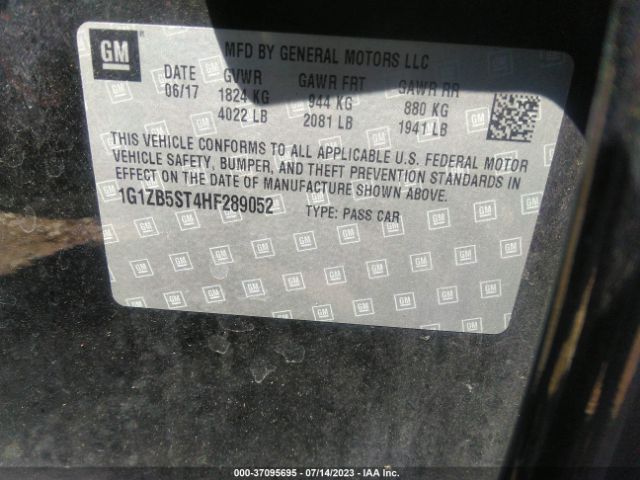 GM
MFD BY GENERAL MOTORS LLC
DATE GVWR GAWR FRT GAWR RR
06/17 1824 KG 944 KG 880 KG
4022 LB 2081 LB 1941 LB
THIS VEHICLE CONFORMS TO ALL APPLICABLE U.S. FEDERAL MOTOR
VEHICLE SAFETY, BUMPER, AND THEFT PREVENTION STANDARDS IN
EFFECT ON THE DATE OF MANUFACTURE SHOWN ABOVE.
1G1ZB5ST4HF289052 TYPE: PASS CAR
000-37095695 - 07/14/2023 - IAA Inc.